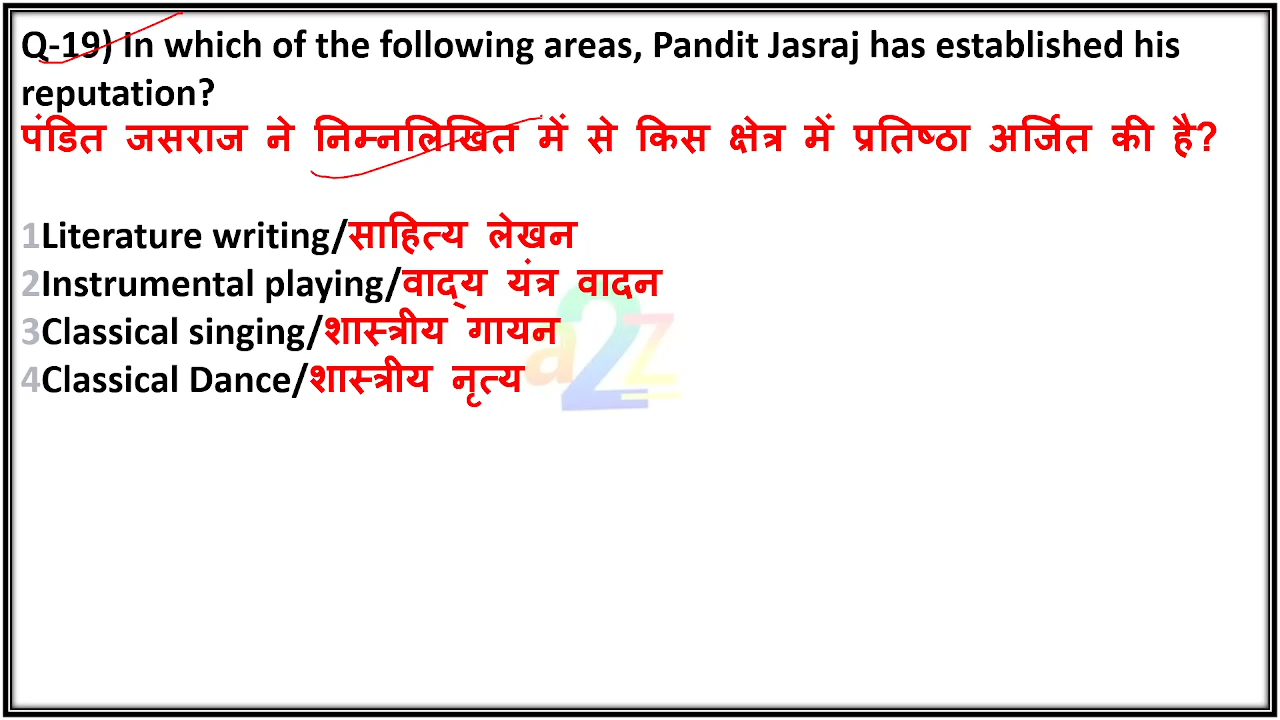 Q-19) In which of the following areas, Pandit Jasraj has established his
reputation?
पंडित जसराज ने निम्नलिखित में से किस क्षेत्र में प्रतिष्ठा अर्जित की है?
1Literature writing/साहित्य लेखन
2Instrumental playing/वाद्य यंत्र वादन
3Classical singing/शास्त्रीय गायन
4Classical Dance/शास्त्रीय नृत्य
a2z